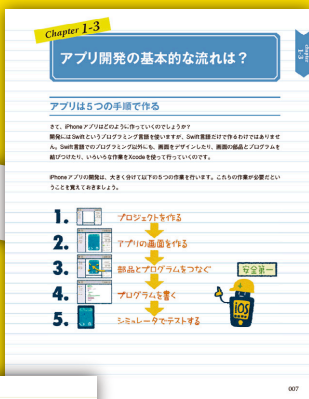 Chapter 1-3
chapter
1-3
アプリ開発の基本的な流れは？
アプリは5つの手順で作る
さて、iPhoneアプリはどのように作っていくのでしょうか？
開発にはSwiftというプログラミング言語を使いますが、Swift言語だけで作るわけではありませ
ん。Swift言語でのプログラミング以外にも、画面をデザインしたり、画面の部品とプログラムを
結びつけたり、いろいろな作業をXcodeを使って行っていくのです。
iPhoneアプリの開発は、大きく分けて以下の5つの作業を行います。これらの作業が必要だとい
うことを覚えておきましょう。
1. プロジェクトを作る
2. アプリの画面を作る
3. 部品とプログラムをつなぐ
安全第一
4. プログラムを書く
iOS
5. シミュレータでテストする
007